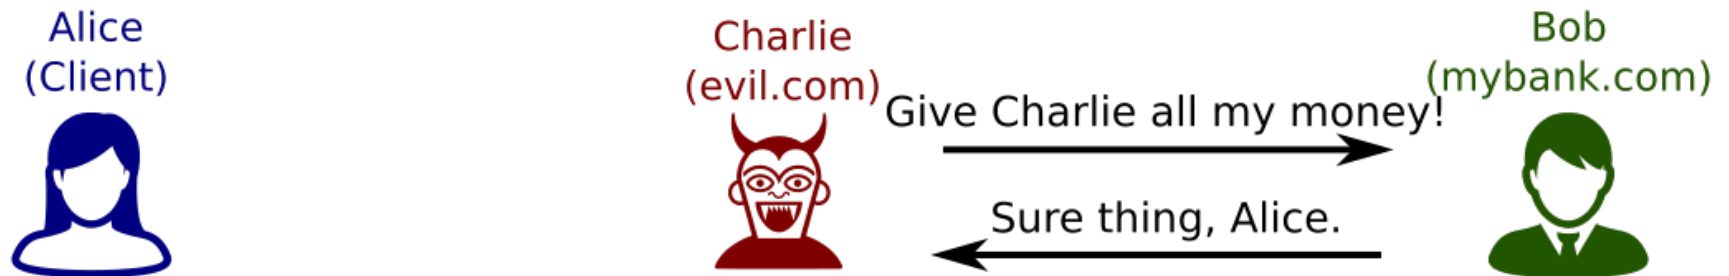 Alice
(Client)
Charlie
(evil.com)
Bob
(mybank.com)
Give Charlie all my money!
Sure thing, Alice.